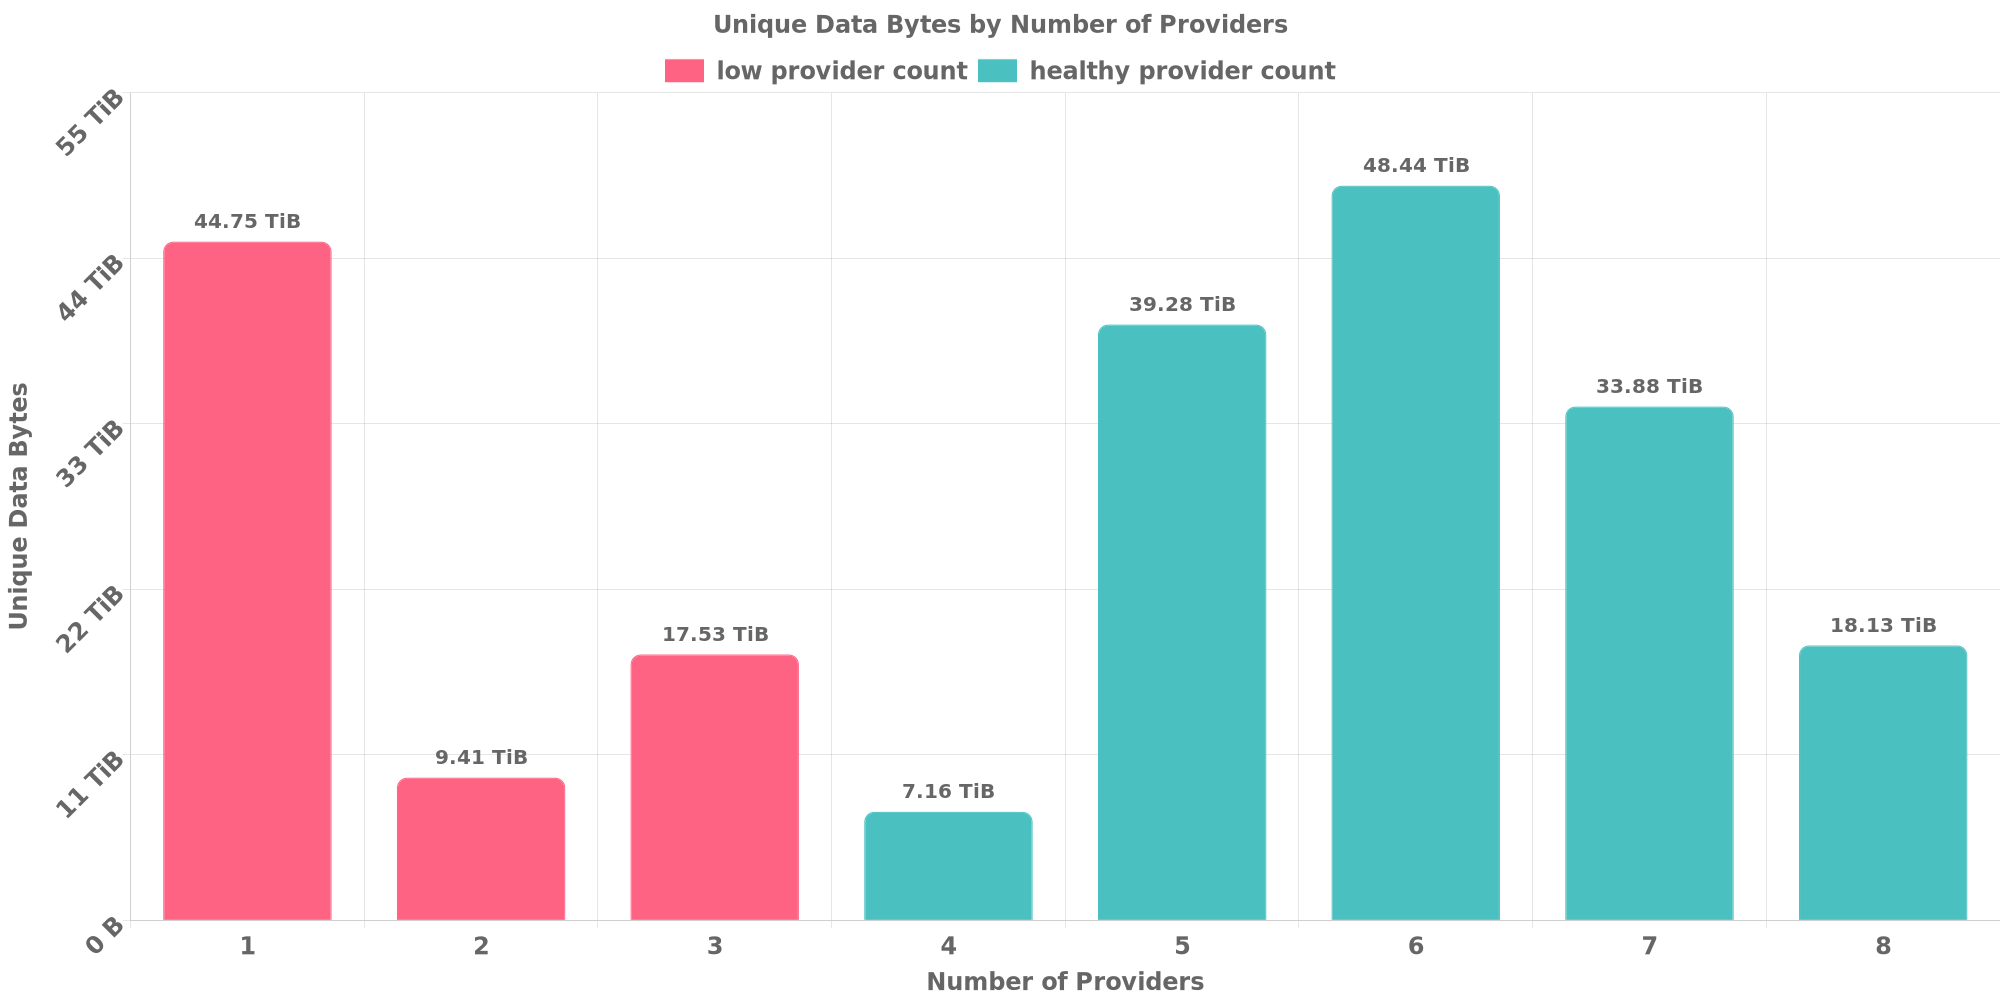 Unique Data Bytes by Number of Providers
low provider count healthy provider count
55 TiB
44 TiB
33 TiB
22 TiB
11 TiB
0 B
Unique Data Bytes
44.75 TiB
9.41 TiB
17.53 TiB
7.16 TiB
39.28 TiB
48.44 TiB
33.88 TiB
18.13 TiB
1 2 3 4 5 6 7 8
Number of Providers